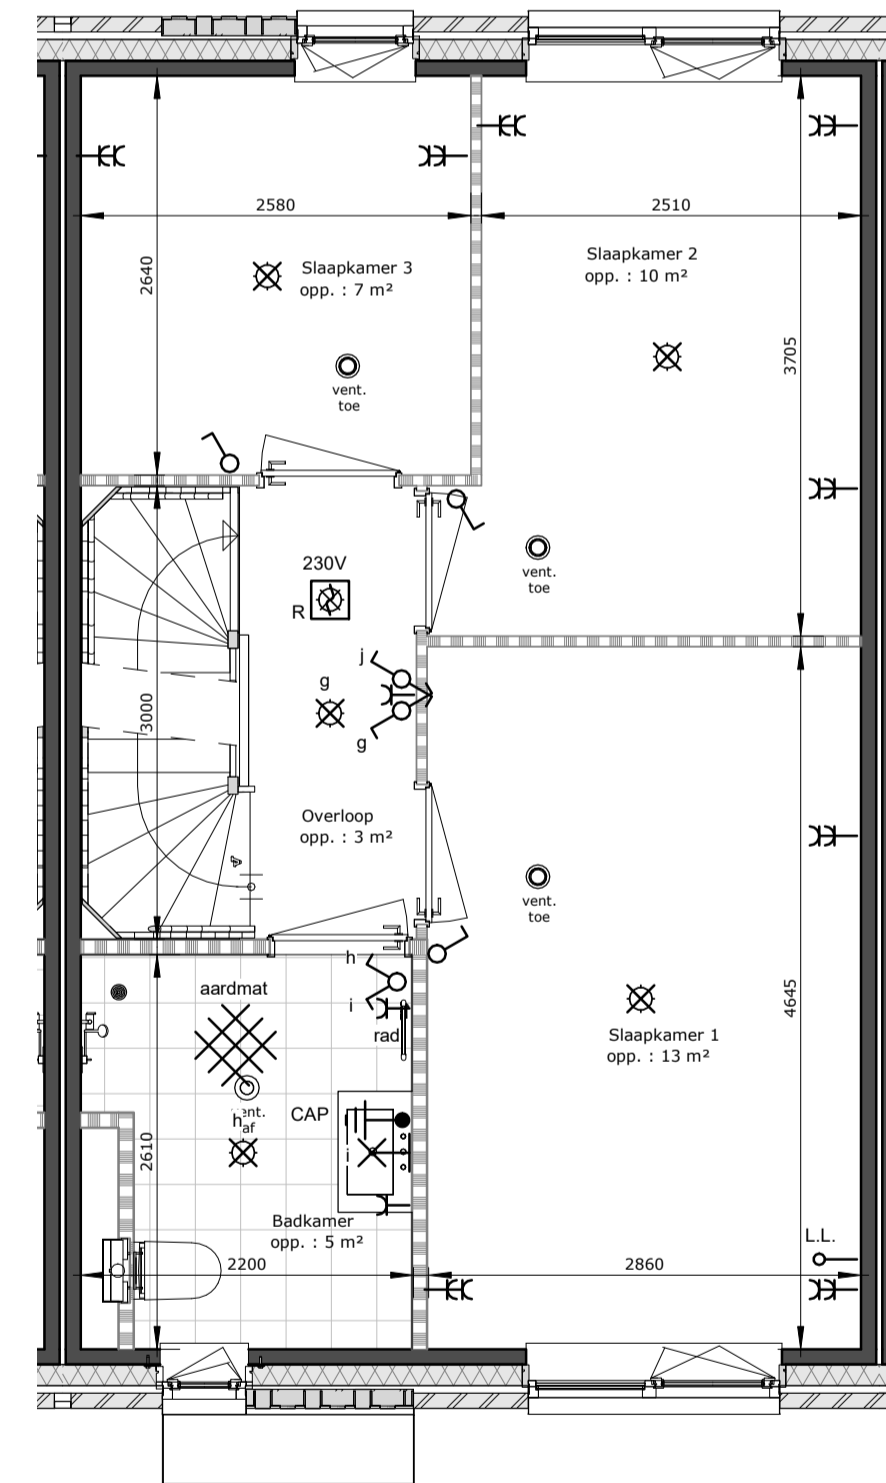 2580
2510
2640
Slaapkamer 3
opp. : 7 m²
Slaapkamer 2
opp. : 10 m²
3705
vent.
toe
vent.
toe
230V
R
j
g
g
3000
Overloop
opp. : 3 m²
A
vent.
toe
h
i
aardmat
rad
4645
Slaapkamer 1
opp. : 13 m²
CAP
h
af
i
2610
Badkamer
opp. : 5 m²
L.L.
2200
2860